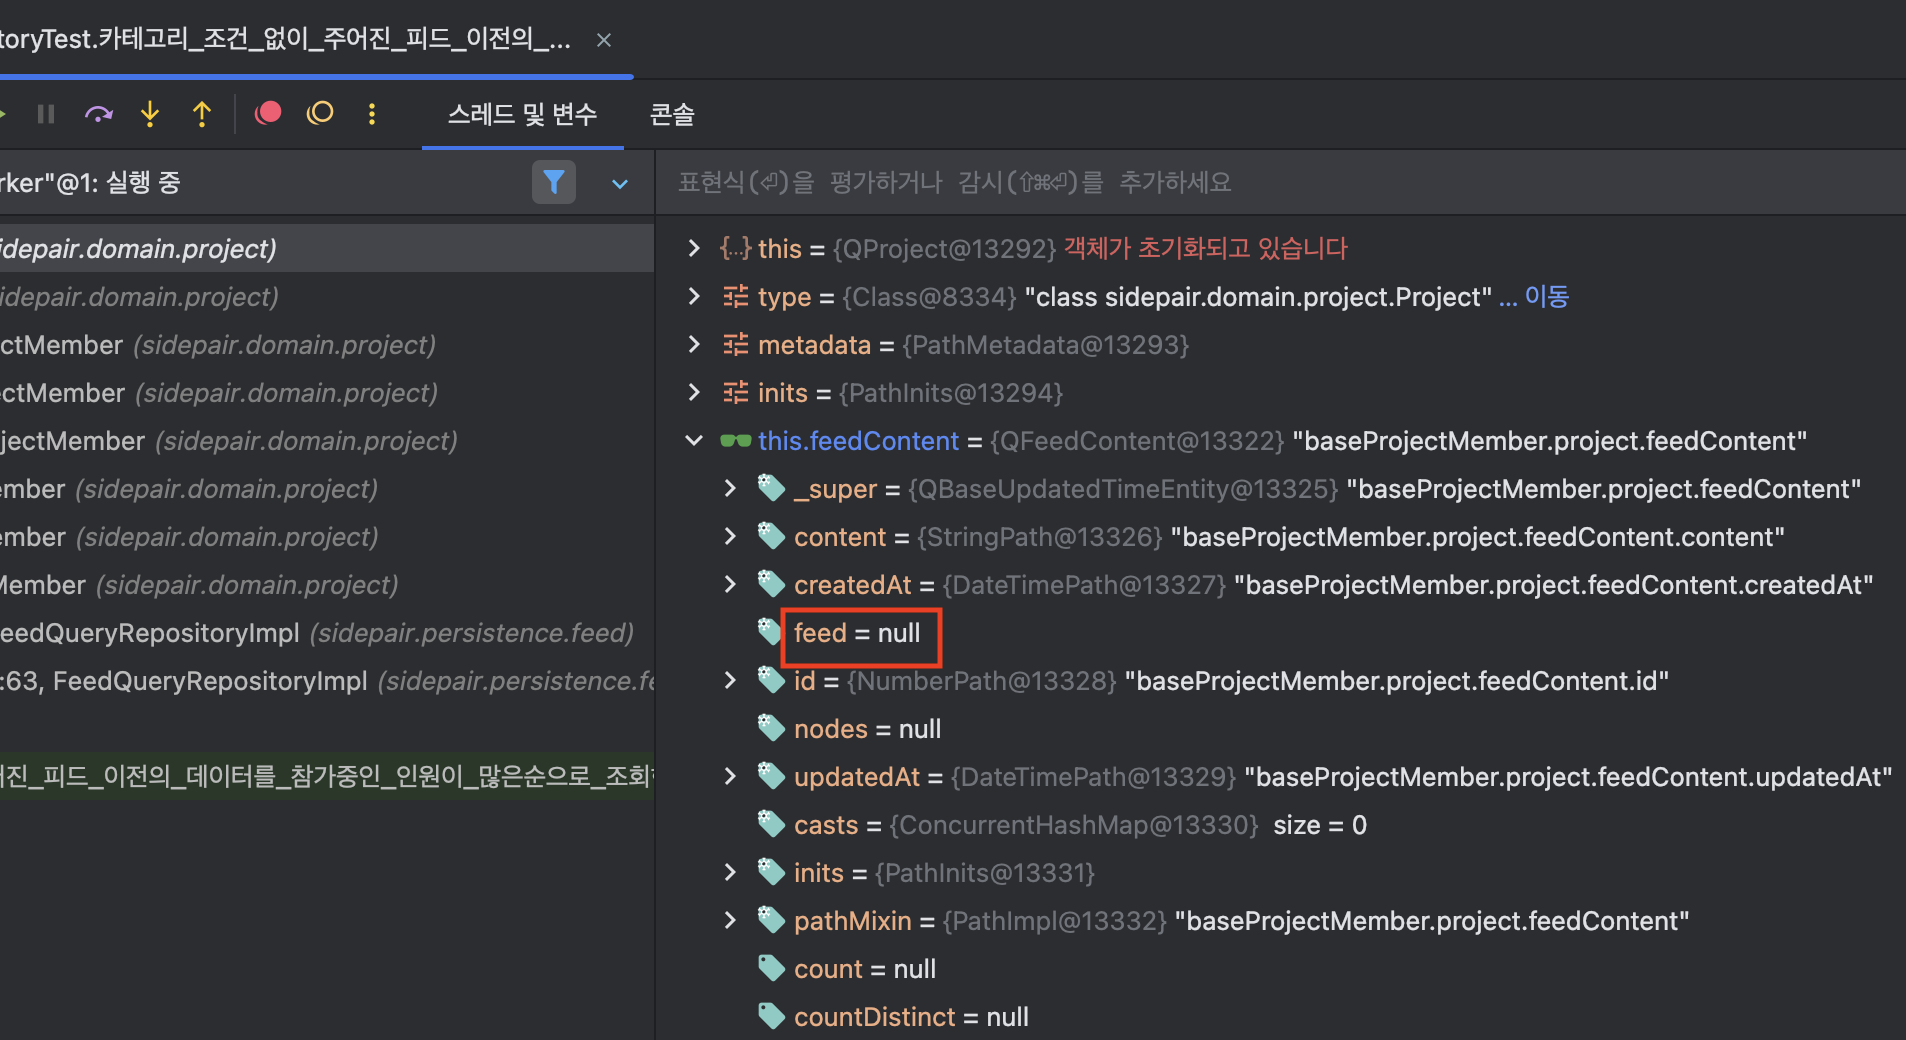 toryTest.카테고리_조건_없이_주어진_피드_이전의_...
스레드 및 변수
콘솔
rker"@1: 실행 중
표현식(⏎)을 평가하거나 감시(⇧⌘⏎)를 추가하세요
idepair.domain.project)
idepair.domain.project)
ctMember (sidepair.domain.project)
ectMember (sidepair.domain.project)
jectMember (sidepair.domain.project)
ember (sidepair.domain.project)
ember (sidepair.domain.project)
Member (sidepair.domain.project)
eedQueryRepositoryImpl (sidepair.persistence.feed)
:63, FeedQueryRepositoryImpl (sidepair.persistence.fe
어진_피드_이전의_데이터를_참가중인_인원이_많은순으로_조회
{...} this = {QProject@13292} 객체가 초기화되고 있습니다
type = {Class@8334} "class sidepair.domain.project.Project" ... 이동
metadata = {PathMetadata@13293}
inits = {PathInits@13294}
this.feedContent = {QFeedContent@13322} "baseProjectMember.project.feedContent"
_super = {QBaseUpdatedTimeEntity@13325} "baseProjectMember.project.feedContent"
content = {StringPath@13326} "baseProjectMember.project.feedContent.content"
createdAt = {DateTimePath@13327} "baseProjectMember.project.feedContent.createdAt"
feed = null
id = {NumberPath@13328} "baseProjectMember.project.feedContent.id"
nodes = null
updatedAt = {DateTimePath@13329} "baseProjectMember.project.feedContent.updatedAt"
casts = {ConcurrentHashMap@13330} size = 0
inits = {PathInits@13331}
pathMixin = {PathImpl@13332} "baseProjectMember.project.feedContent"
count = null
countDistinct = null